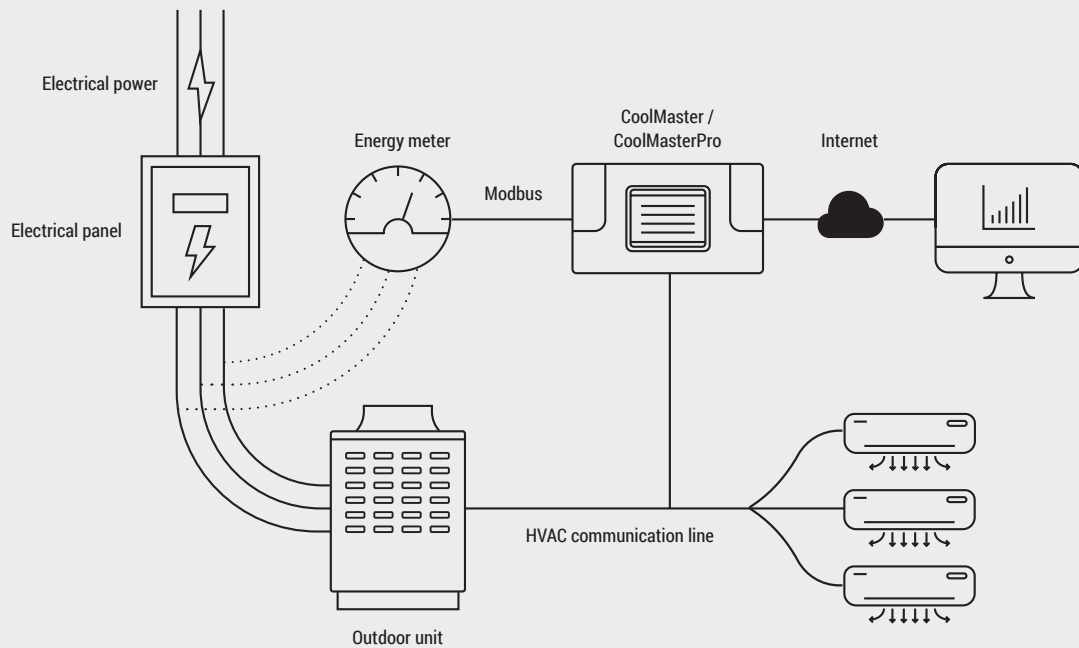 Electrical power
CoolMaster /
CoolMasterPro
Energy meter
Internet
Modbus
Electrical panel
HVAC communication line
Outdoor unit